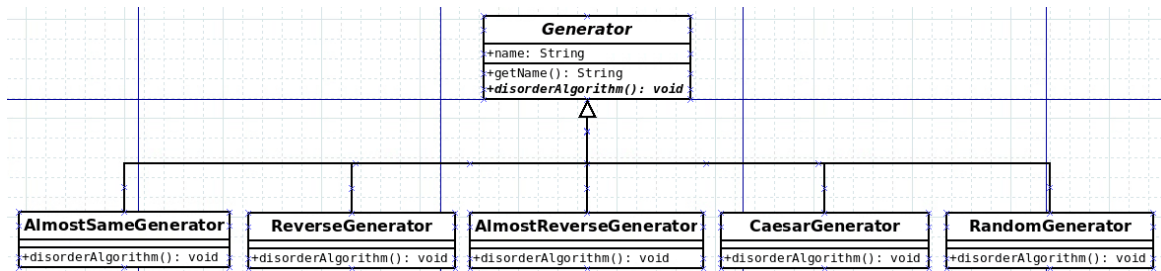 Generator
+name: String
+getName(): String
+disorderAlgorithm(): void
AlmostSameGenerator
+disorderAlgorithm(): void
ReverseGenerator
+disorderAlgorithm(): void
AlmostReverseGenerator
+disorderAlgorithm(): void
CaesarGenerator
+disorderAlgorithm(): void
RandomGenerator
+disorderAlgorithm(): void